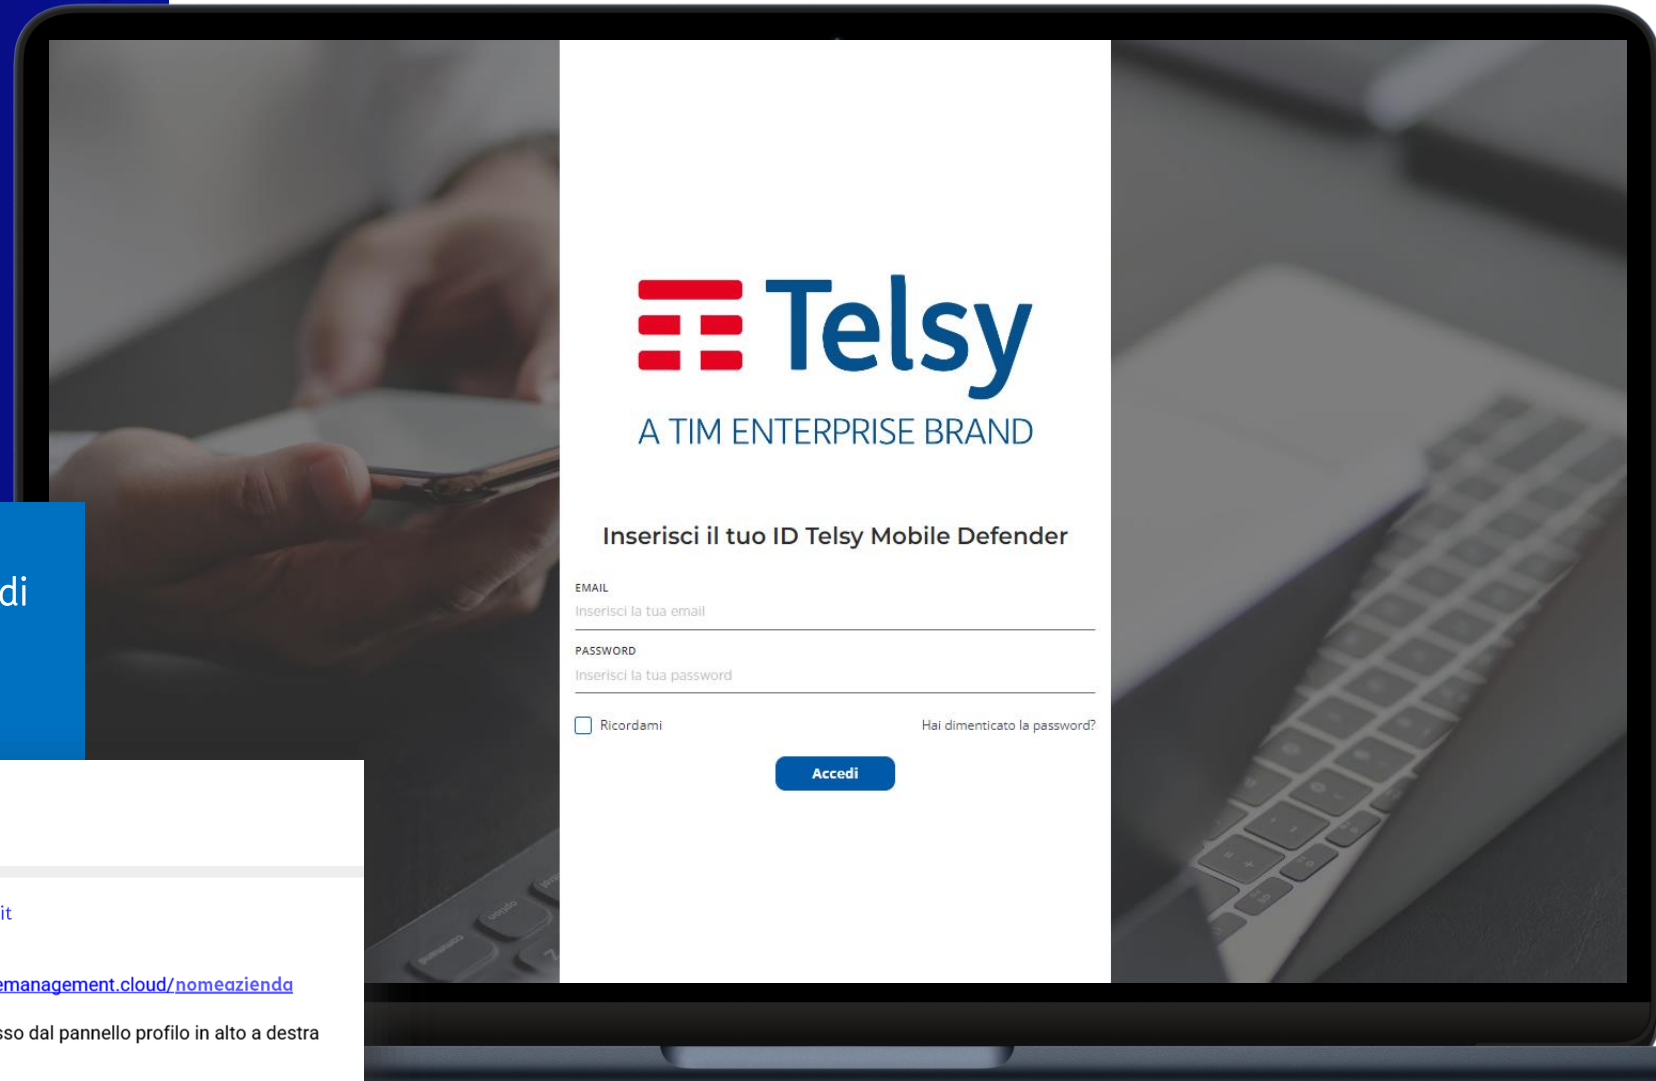 Telsy
A TIM ENTERPRISE BRAND
Inserisci il tuo ID Telsy Mobile Defender
EMAIL
Inserisci la tua email
PASSWORD
Inserisci la tua password
Ricordami
Hai dimenticato la password?
Accedi
di
it
emanagement.cloud/nomeazienda
sso dal pannello profilo in alto a destra